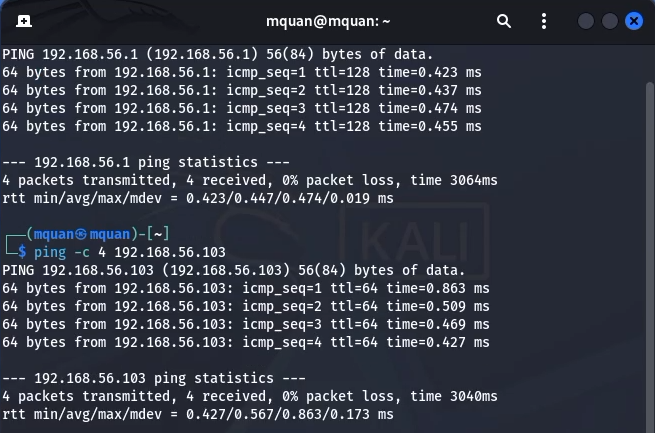 mquan@mquan: ~
PING 192.168.56.1 (192.168.56.1) 56(84) bytes of data.
64 bytes from 192.168.56.1: icmp_seq=1 ttl=128 time=0.423 ms
64 bytes from 192.168.56.1: icmp_seq=2 ttl=128 time=0.437 ms
64 bytes from 192.168.56.1: icmp_seq=3 ttl=128 time=0.474 ms
64 bytes from 192.168.56.1: icmp_seq=4 ttl=128 time=0.455 ms
--- 192.168.56.1 ping statistics ---
4 packets transmitted, 4 received, 0% packet loss, time 3064ms
rtt min/avg/max/mdev = 0.423/0.447/0.474/0.019 ms
┌──(mquan㉿mquan)-[~]
└─$ ping -c 4 192.168.56.103
PING 192.168.56.103 (192.168.56.103) 56(84) bytes of data.
64 bytes from 192.168.56.103: icmp_seq=1 ttl=64 time=0.863 ms
64 bytes from 192.168.56.103: icmp_seq=2 ttl=64 time=0.509 ms
64 bytes from 192.168.56.103: icmp_seq=3 ttl=64 time=0.469 ms
64 bytes from 192.168.56.103: icmp_seq=4 ttl=64 time=0.427 ms
--- 192.168.56.103 ping statistics ---
4 packets transmitted, 4 received, 0% packet loss, time 3040ms
rtt min/avg/max/mdev = 0.427/0.567/0.863/0.173 ms
KALI